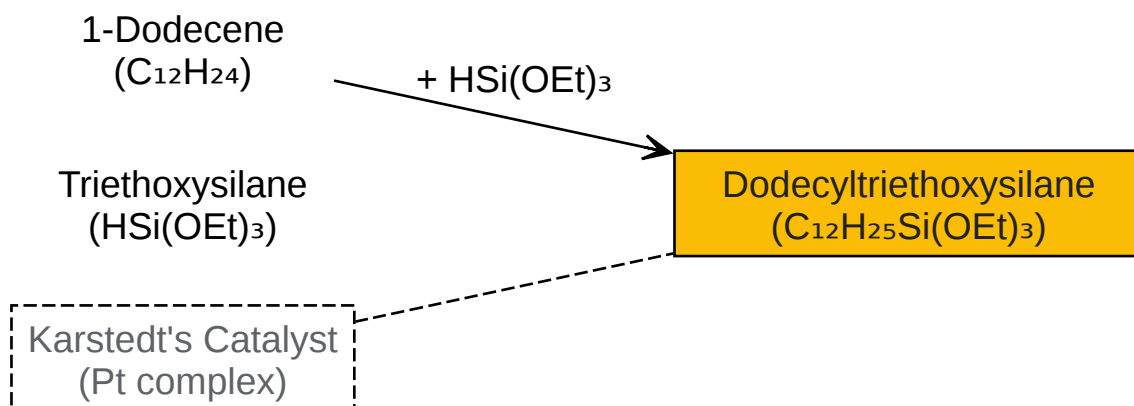 1-Dodecene
(C₁₂H₂₄)
+ HSi(OEt)₃
Triethoxysilane
(HSi(OEt)₃)
Dodecyltriethoxysilane
(C₁₂H₂₅Si(OEt)₃)
Karstedt's Catalyst
(Pt complex)